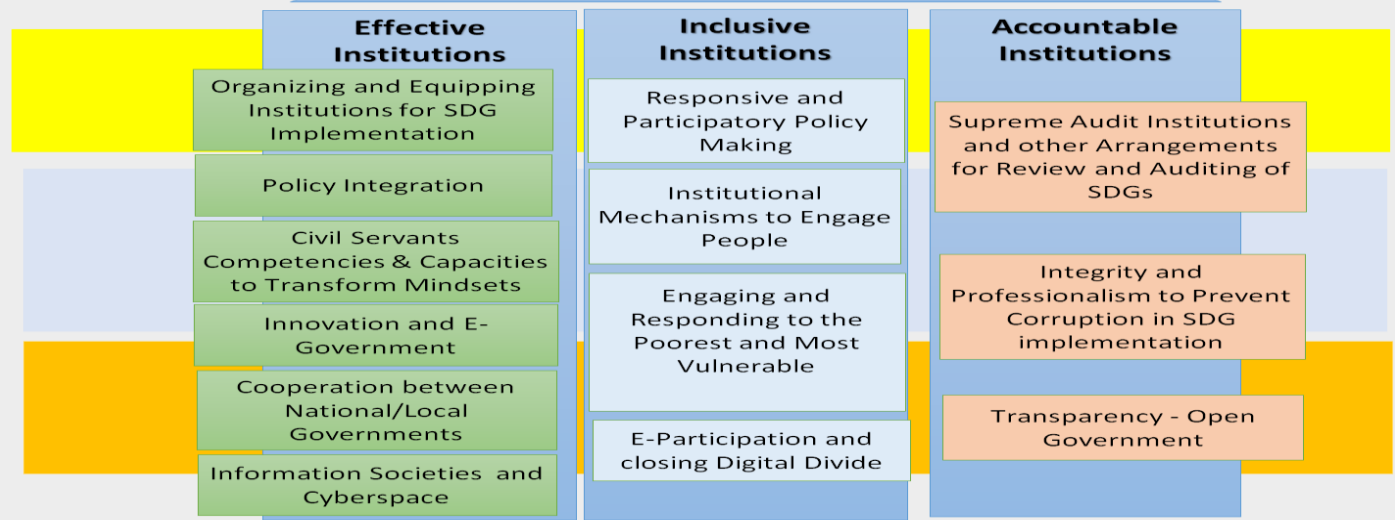 Effective
Institutions
Organizing and Equipping
Institutions for SDG
Implementation
Policy Integration
Civil Servants
Competencies & Capacities
to Transform Mindsets
Innovation and E-
Government
Cooperation between
National/Local
Governments
Information Societies and
Cyberspace
Inclusive
Institutions
Responsive and
Participatory Policy
Making
Institutional
Mechanisms to Engage
People
Engaging and
Responding to the
Poorest and Most
Vulnerable
E-Participation and
closing Digital Divide
Accountable
Institutions
Supreme Audit Institutions
and other Arrangements
for Review and Auditing of
SDGs
Integrity and
Professionalism to Prevent
Corruption in SDG
implementation
Transparency - Open
Government